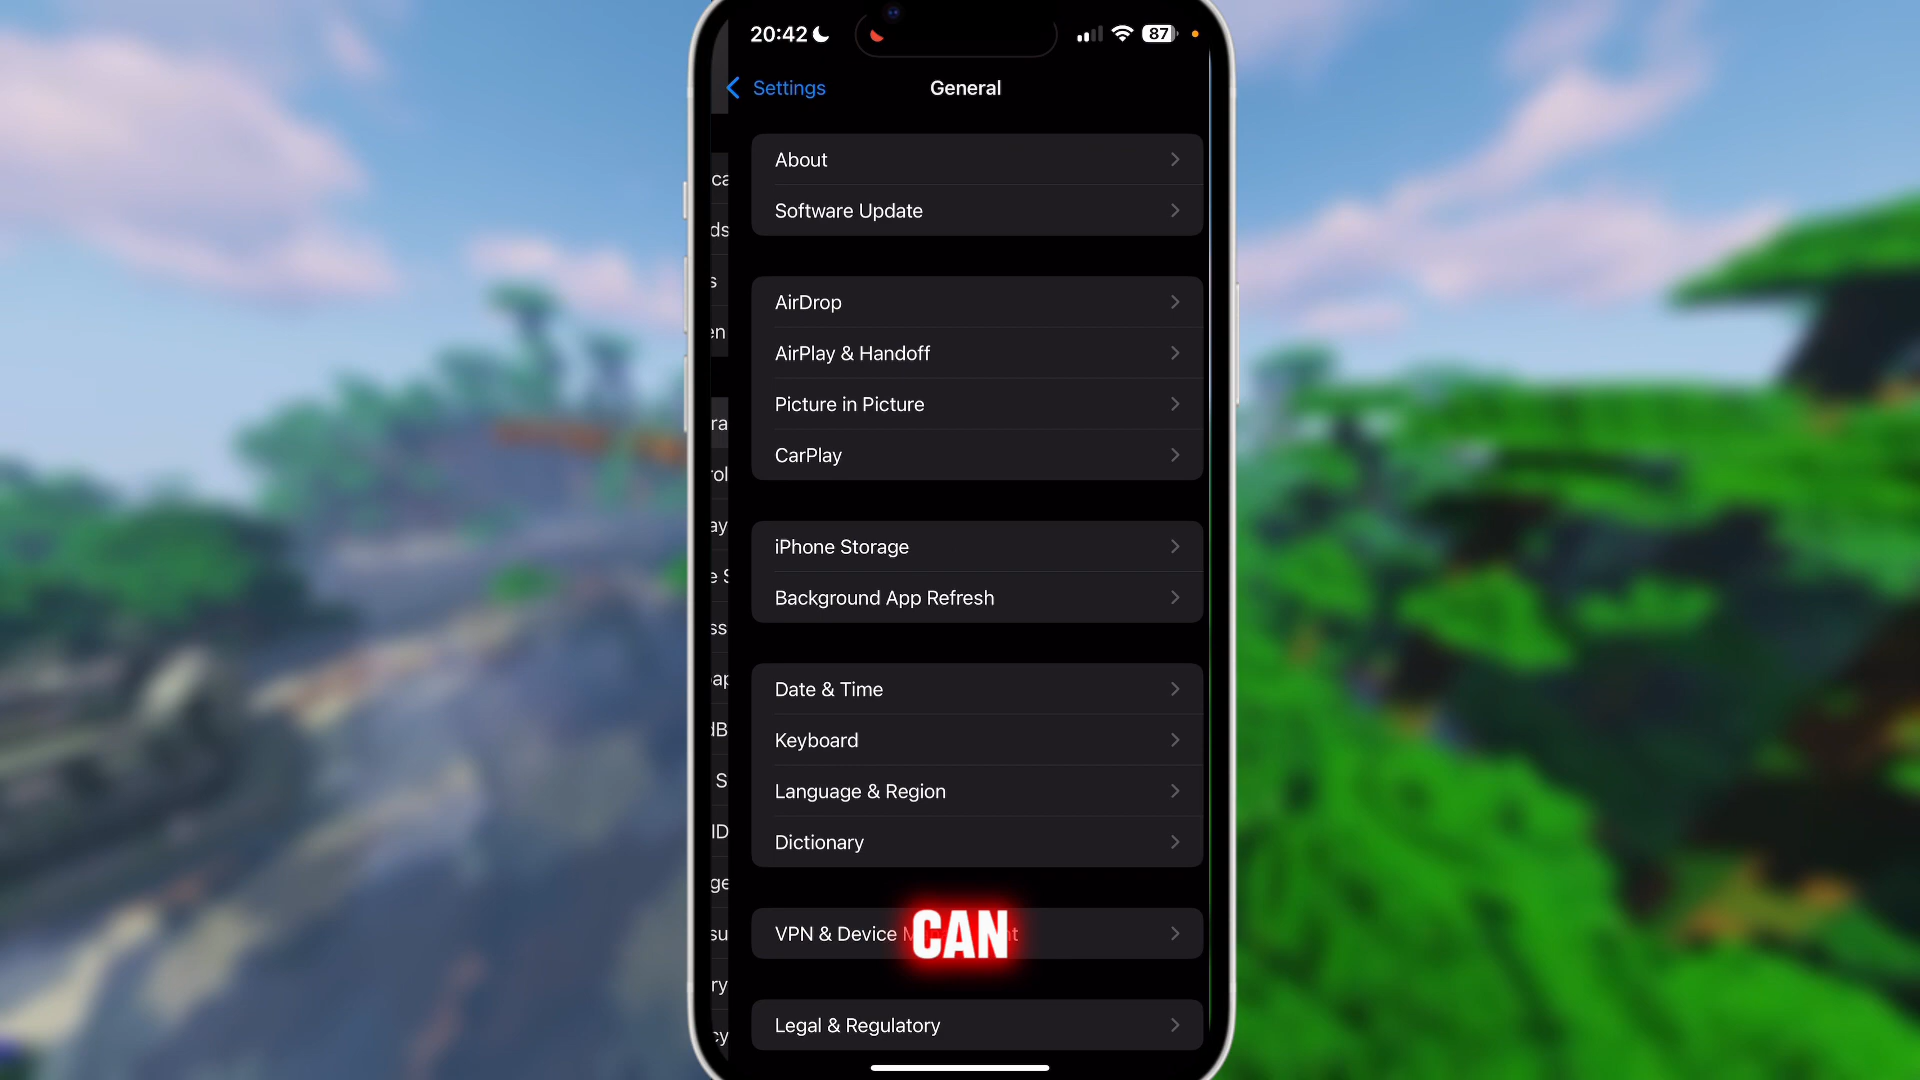 20:42
87
Settings
General
About
Software Update
AirDrop
AirPlay & Handoff
Picture in Picture
CarPlay
iPhone Storage
Background App Refresh
Date & Time
Keyboard
Language & Region
Dictionary
VPN & Device
CAN
Legal & Regulatory